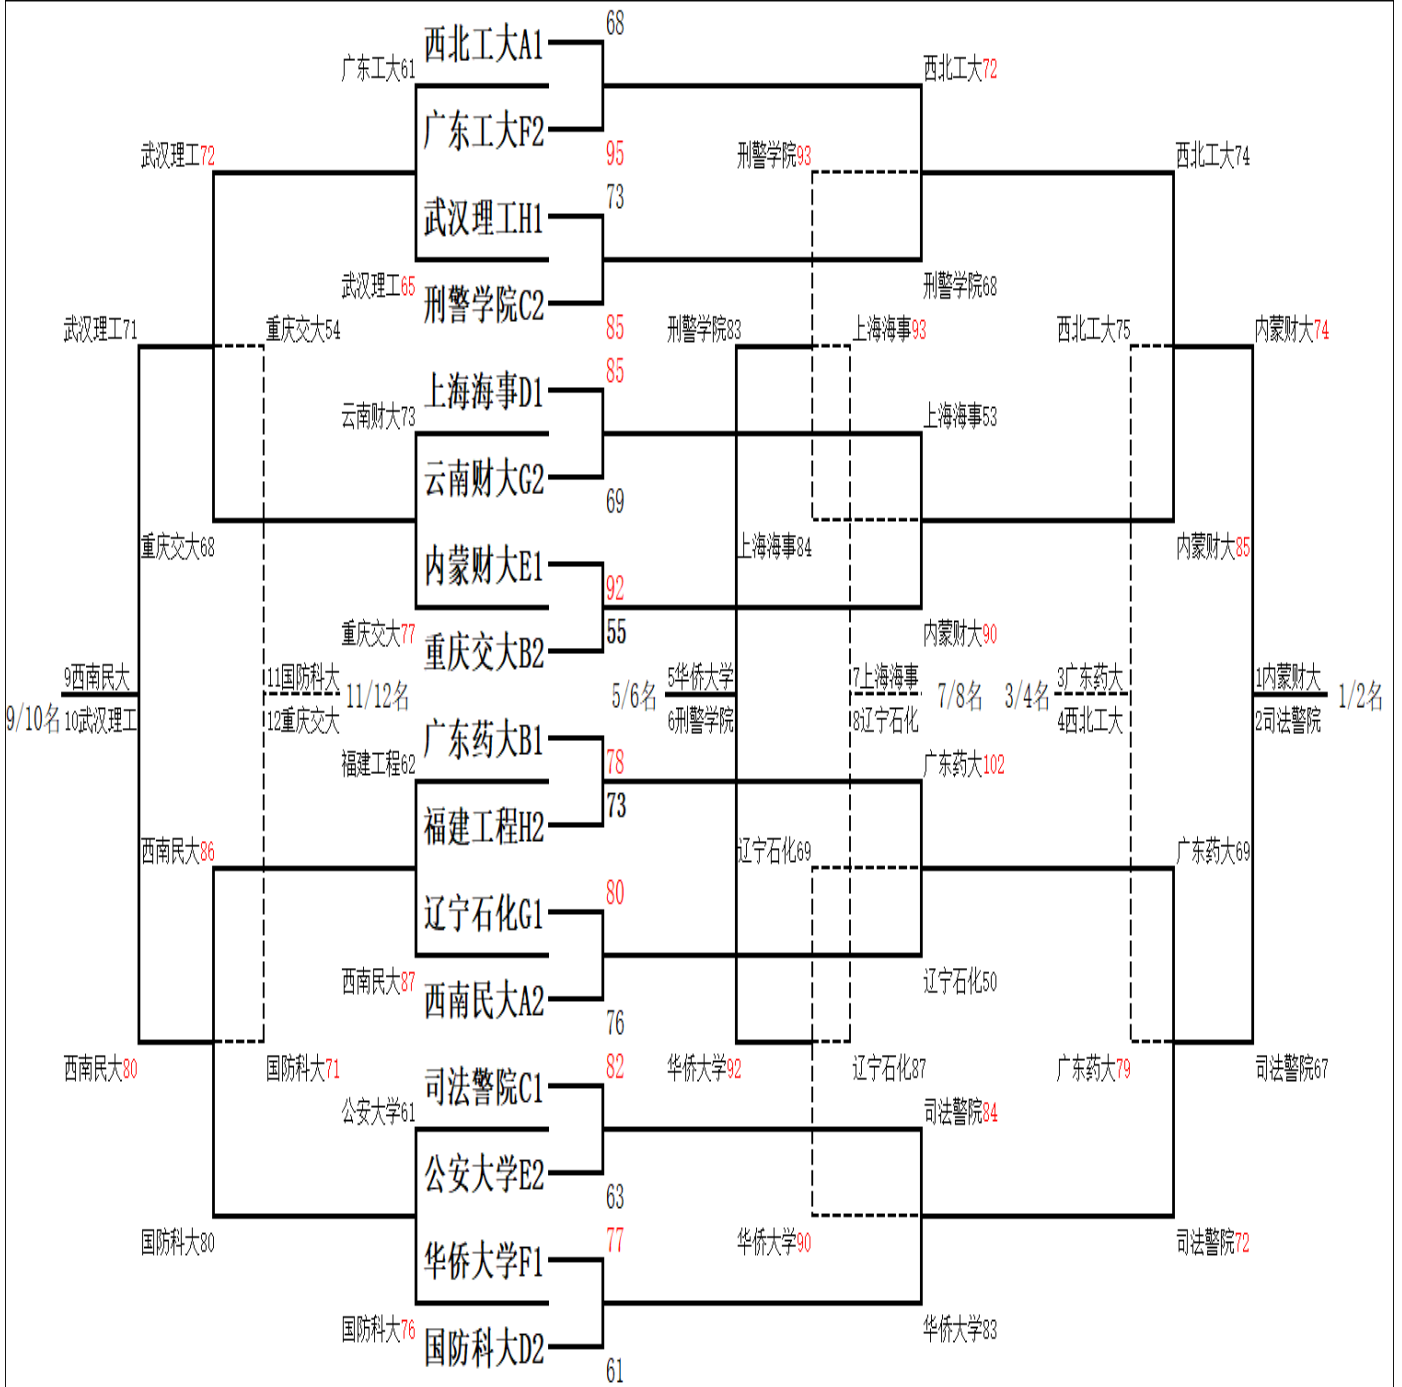 68
西北工大A1
广东工大61
西北工大72
广东工大F2
武汉理工72
95
刑警学院93
西北工大74
73
武汉理工H1
武汉理工65
刑警学院68
刑警学院C2
武汉理工71
重庆交大54
85
刑警学院83
上海海事93
西北工大75
内蒙财大74
85
上海海事D1
云南财大73
上海海事53
云南财大G2
69
重庆交大68
上海海事84
内蒙财大85
内蒙财大E1
92
重庆交大77
55
内蒙财大90
重庆交大B2
9西南民大
11国防科大
5华侨大学
7上海海事
3广东药大
1内蒙财大
9/10名
11/12名
5/6名
7/8名
3/4名
1/2名
10武汉理工
12重庆交大
6刑警学院
8辽宁石化
4西北工大
2司法警院
广东药大B1
福建工程62
78
广东药大102
73
福建工程H2
西南民大86
辽宁石化69
广东药大69
80
辽宁石化G1
西南民大87
辽宁石化50
西南民大A2
76
西南民大80
国防科大71
82
华侨大学92
辽宁石化87
广东药大79
司法警院67
司法警院C1
公安大学61
司法警院84
公安大学E2
63
国防科大80
77
华侨大学90
司法警院72
华侨大学F1
国防科大76
华侨大学83
国防科大D2
61